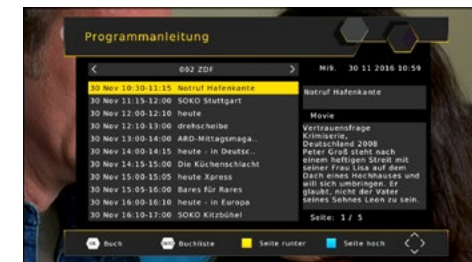 Programmanleitung
002 ZDF
Mi9. 30 11 2016 10:59
30 Nov 10:30-11:15 Notruf Hafenkante
30 Nov 11:15-12:00 SOKO Stuttgart
30 Nov 12:00-12:10 heute
30 Nov 12:10-13:00 drehscheibe
30 Nov 13:00-14:00 ARD-Mittagsmaga..
30 Nov 14:00-14:15 heute - in Deutsc..
30 Nov 14:15-15:00 Die Küchenschlacht
30 Nov 15:00-15:05 heute Xpress
30 Nov 15:05-16:00 Bares für Rares
30 Nov 16:00-16:10 heute - in Europa
30 Nov 16:10-17:00 SOKO Kitzbühel
Notruf Hafenkante
Movie
Vertrauensfrage
Krimiserie,
Deutschland 2008
Peter Groß steht nach
einem heftigen Streit mit
seiner Frau Lisa auf dem
Dach eines Hochhauses und
will sich umbringen. Er
glaubt, nicht der Vater
seines Sohnes Leon zu sein.
Seite: 1 / 5
OK Buch
INFO Buchliste
Seite runter
Seite hoch